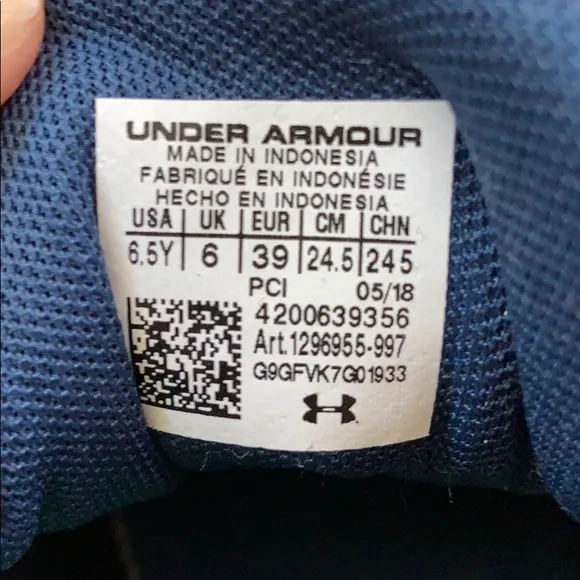 UNDER ARMOUR
MADE IN INDONESIA
FABRIQUÉ EN INDONÉSIE
HECHO EN INDONESIA
USA | UK | EUR | CM | CHN
6.5Y | 6 | 39 | 24.5 | 245
PCI 05/18
4200639356
Art.1296955-997
G9GFVK7G01933